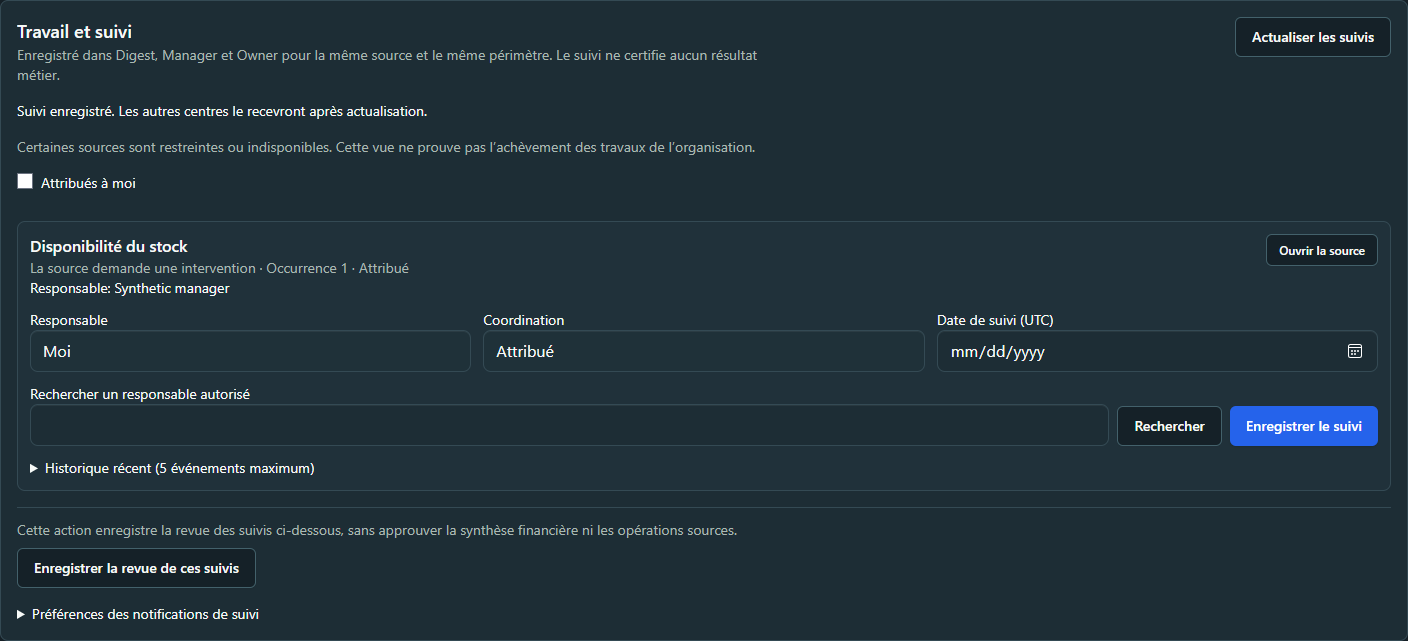 Travail et suivi
Actualiser les suivis
Enregistré dans Digest, Manager et Owner pour la même source et le même périmètre. Le suivi ne certifie aucun résultat
métier.
Suivi enregistré. Les autres centres le recevront après actualisation.
Certaines sources sont restreintes ou indisponibles. Cette vue ne prouve pas l’achèvement des travaux de l’organisation.
Attribués à moi
Disponibilité du stock
Ouvrir la source
La source demande une intervention · Occurrence 1 · Attribué
Responsable: Synthetic manager
Responsable
Coordination
Date de suivi (UTC)
Moi
Attribué
mm/dd/yyyy
Rechercher un responsable autorisé
Rechercher
Enregistrer le suivi
Historique récent (5 événements maximum)
Cette action enregistre la revue des suivis ci-dessous, sans approuver la synthèse financière ni les opérations sources.
Enregistrer la revue de ces suivis
Préférences des notifications de suivi